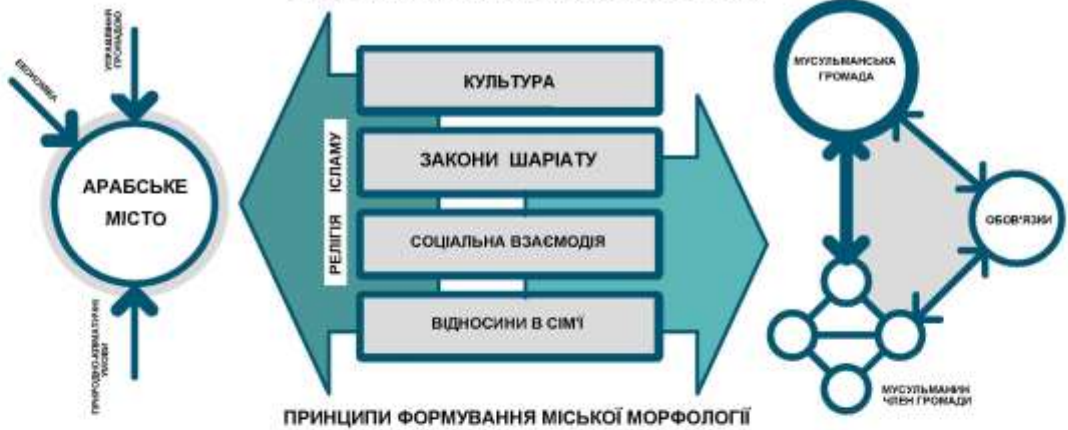 ЕКОНОМІКА
УПРАВЛІННЯ
ГРОМАДОЮ
АРАБСЬКЕ
МІСТО
ПРИРОДНО-КЛІМАТИЧНІ
УМОВИ
РЕЛІГІЯ ІСЛАМУ
КУЛЬТУРА
ЗАКОНИ ШАРІАТУ
СОЦІАЛЬНА ВЗАЄМОДІЯ
ВІДНОСИНИ В СІМ'Ї
МУСУЛЬМАНСЬКА
ГРОМАДА
ОБОВ'ЯЗКИ
МУСУЛЬМАНИН
ЧЛЕН ГРОМАДИ
ПРИНЦИПИ ФОРМУВАННЯ МІСЬКОЇ МОРФОЛОГІЇ